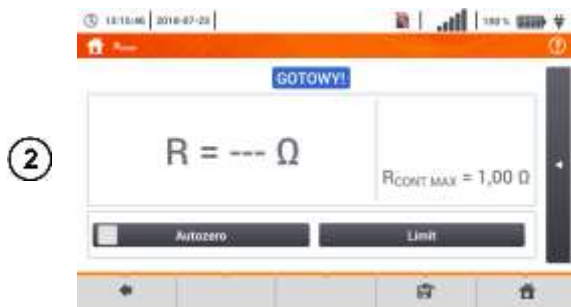 13:15:46 2018-07-23 100%
GOTOWY!
2
R = --- Ω
RCONT MAX = 1,00 Ω
Autozero Limit